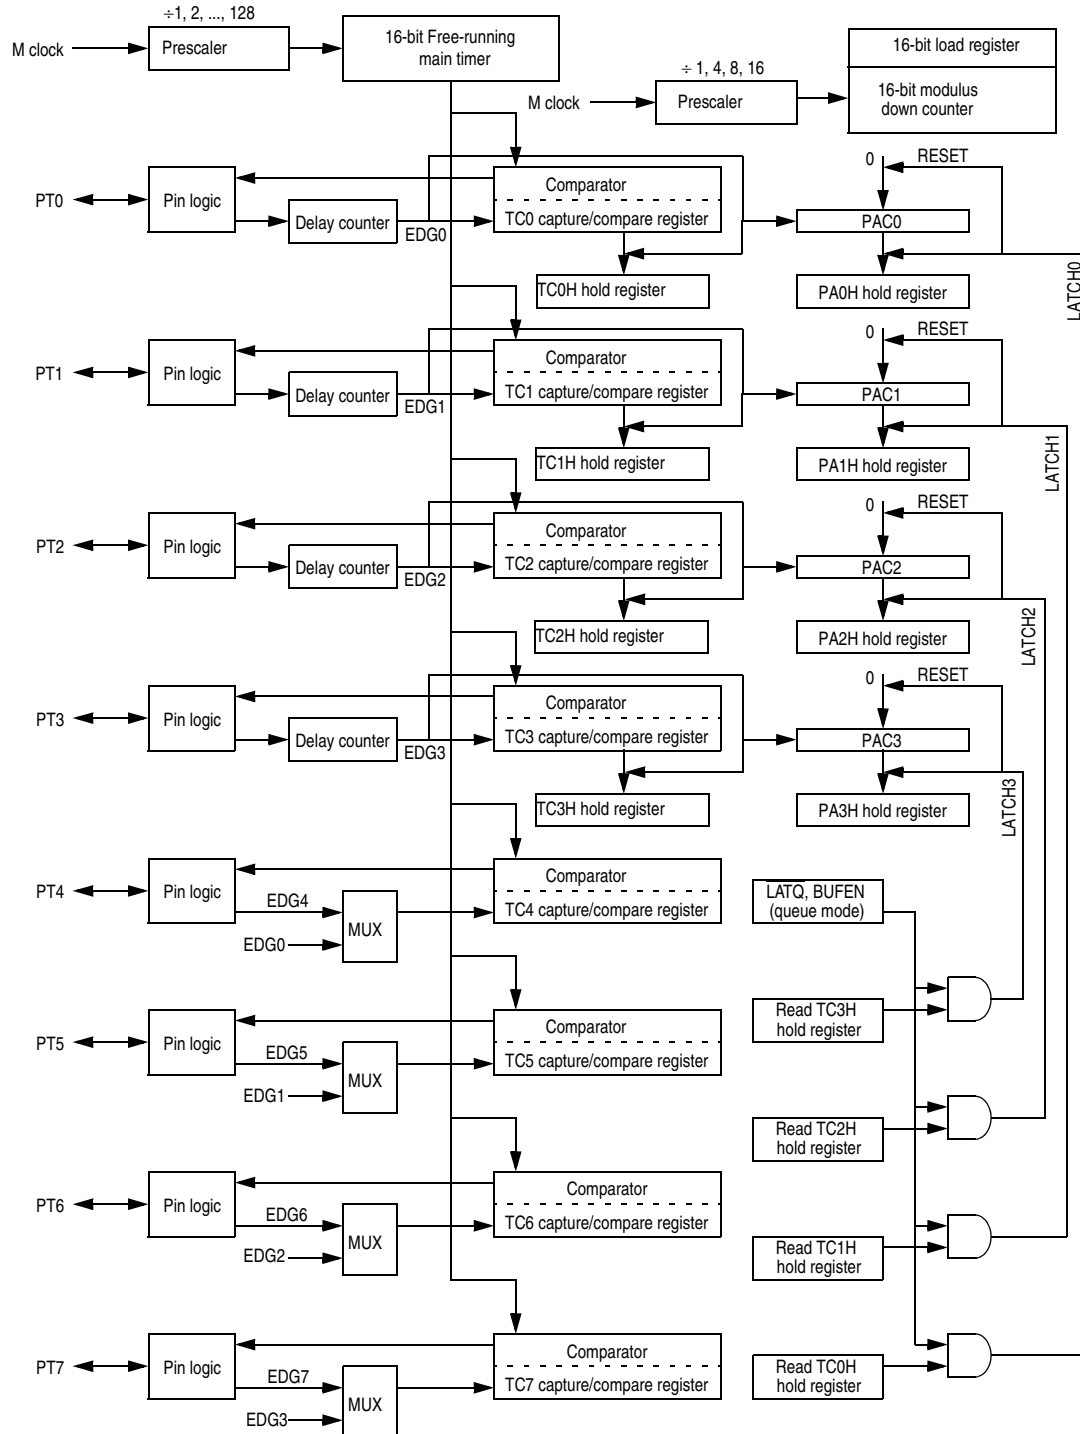 ÷1, 2, ..., 128
M clock
Prescaler
16-bit Free-running
main timer
16-bit load register
÷ 1, 4, 8, 16
M clock
Prescaler
16-bit modulus
down counter
0
RESET
PT0
Pin logic
Comparator
Delay counter
EDG0
TC0 capture/compare register
PAC0
TC0H hold register
PA0H hold register
LATCH0
0
RESET
PT1
Pin logic
Comparator
Delay counter
EDG1
TC1 capture/compare register
PAC1
TC1H hold register
PA1H hold register
LATCH1
0
RESET
PT2
Pin logic
Comparator
Delay counter
EDG2
TC2 capture/compare register
PAC2
TC2H hold register
PA2H hold register
LATCH2
0
RESET
PT3
Pin logic
Comparator
Delay counter
EDG3
TC3 capture/compare register
PAC3
TC3H hold register
PA3H hold register
LATCH3
PT4
Pin logic
Comparator
EDG4
MUX
EDG0
TC4 capture/compare register
LATQ, BUFEN
(queue mode)
Read TC3H
hold register
PT5
Pin logic
Comparator
EDG5
MUX
EDG1
TC5 capture/compare register
Read TC2H
hold register
PT6
Pin logic
Comparator
EDG6
MUX
EDG2
TC6 capture/compare register
Read TC1H
hold register
PT7
Pin logic
Comparator
EDG7
MUX
EDG3
TC7 capture/compare register
Read TC0H
hold register